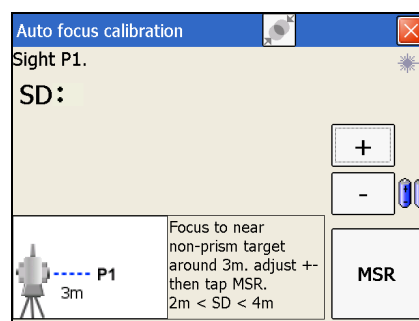 Auto focus calibration
Sight P1.
SD:
+
-
P1
3m
Focus to near
non-prism target
around 3m. adjust +-
then tap MSR.
2m < SD < 4m
MSR